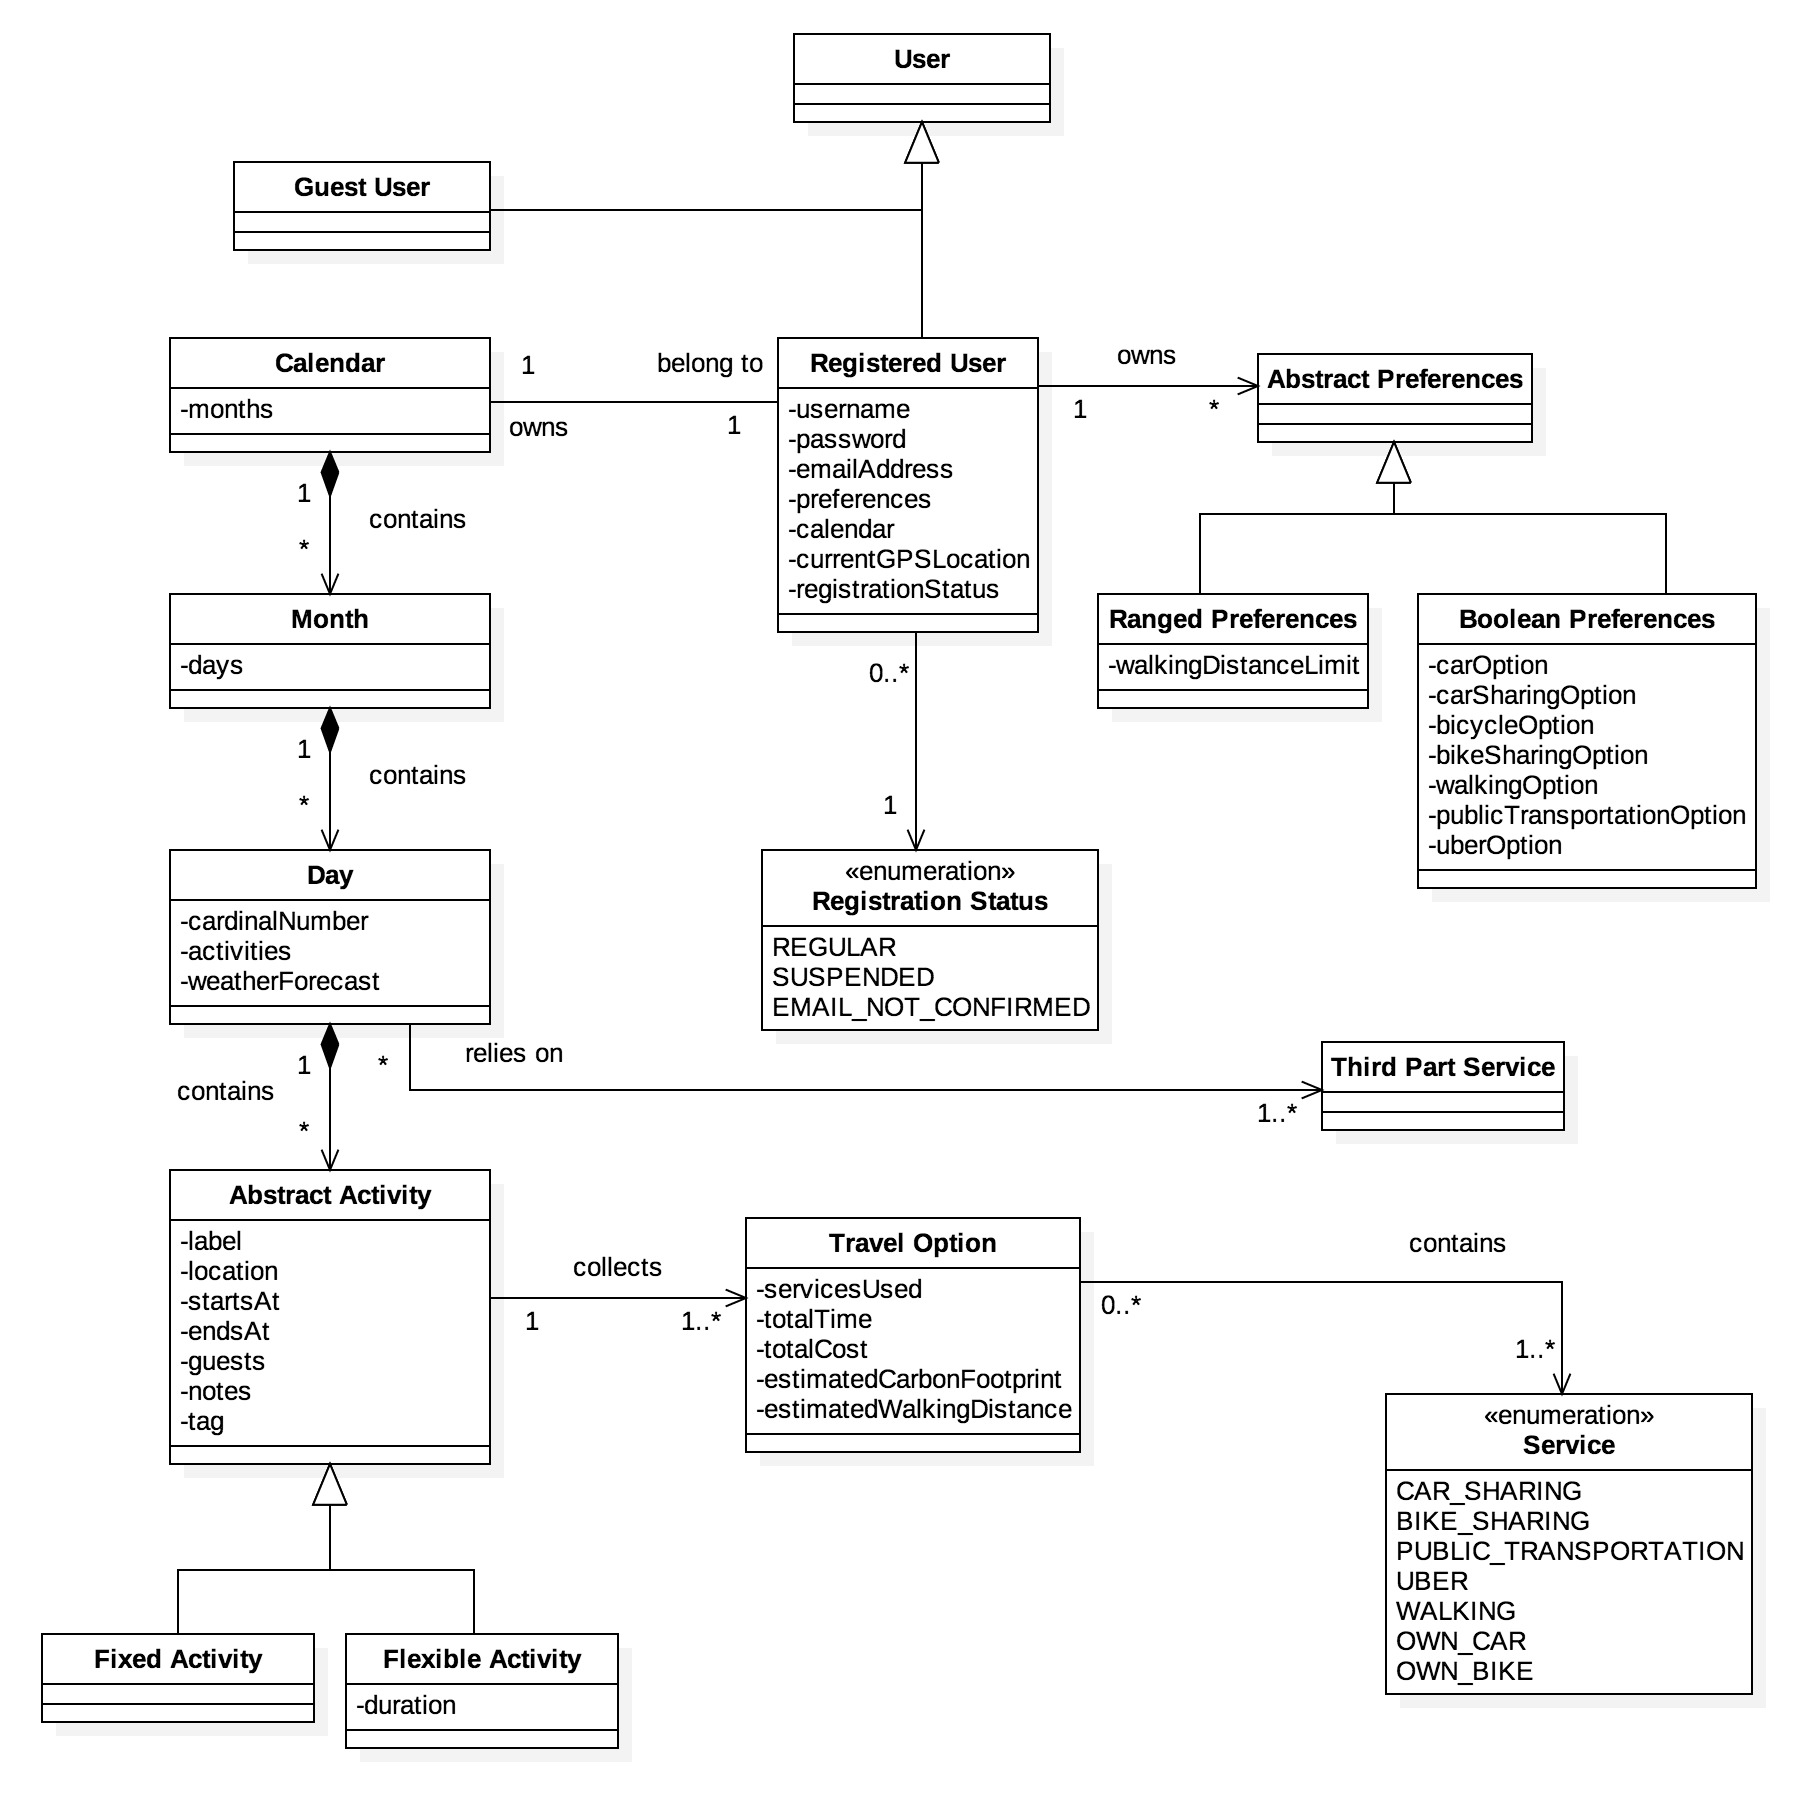 User
Guest User
Calendar
-months
1
belong to
owns
1
Registered User
-username
-password
-emailAddress
-preferences
-calendar
-currentGPSLocation
-registrationStatus
owns
1
*
Abstract Preferences
1
contains
*
Month
-days
Ranged Preferences
-walkingDistanceLimit
Boolean Preferences
-carOption
-carSharingOption
-bicycleOption
-bikeSharingOption
-walkingOption
-publicTransportationOption
-uberOption
0..*
1
1
contains
*
Day
-cardinalNumber
-activities
-weatherForecast
«enumeration»
Registration Status
REGULAR
SUSPENDED
EMAIL_NOT_CONFIRMED
1
contains
*
*
relies on
1..*
Third Part Service
Abstract Activity
-label
-location
-startsAt
-endsAt
-guests
-notes
-tag
collects
1
1..*
Travel Option
-servicesUsed
-totalTime
-totalCost
-estimatedCarbonFootprint
-estimatedWalkingDistance
contains
0..*
1..*
«enumeration»
Service
CAR_SHARING
BIKE_SHARING
PUBLIC_TRANSPORTATION
UBER
WALKING
OWN_CAR
OWN_BIKE
Fixed Activity
Flexible Activity
-duration